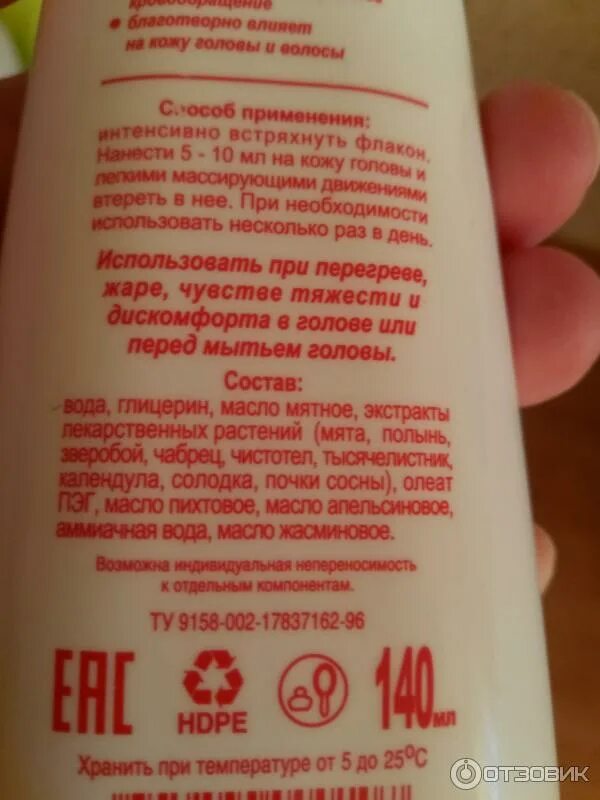 кровообращение
• благотворно влияет
на кожу головы и волосы
Способ применения:
интенсивно встряхнуть флакон.
Нанести 5 - 10 мл на кожу головы и
легкими массирующими движениями
втереть в нее. При необходимости
использовать несколько раз в день.
Использовать при перегреве,
жаре, чувстве тяжести и
дискомфорта в голове или
перед мытьем головы.
Состав:
вода, глицерин, масло мятное, экстракты
лекарственных растений (мята, полынь,
зверобой, чабрец, чистотел, тысячелистник,
календула, солодка, почки сосны), олеат
ПЭГ, масло пихтовое, масло апельсиновое,
аммиачная вода, масло жасминовое.
Возможна индивидуальная непереносимость
к отдельным компонентам.
ТУ 9158-002-17837162-96
EAC HDPE 140 мл
Хранить при температуре от 5 до 25°C
ОТЗОВИК